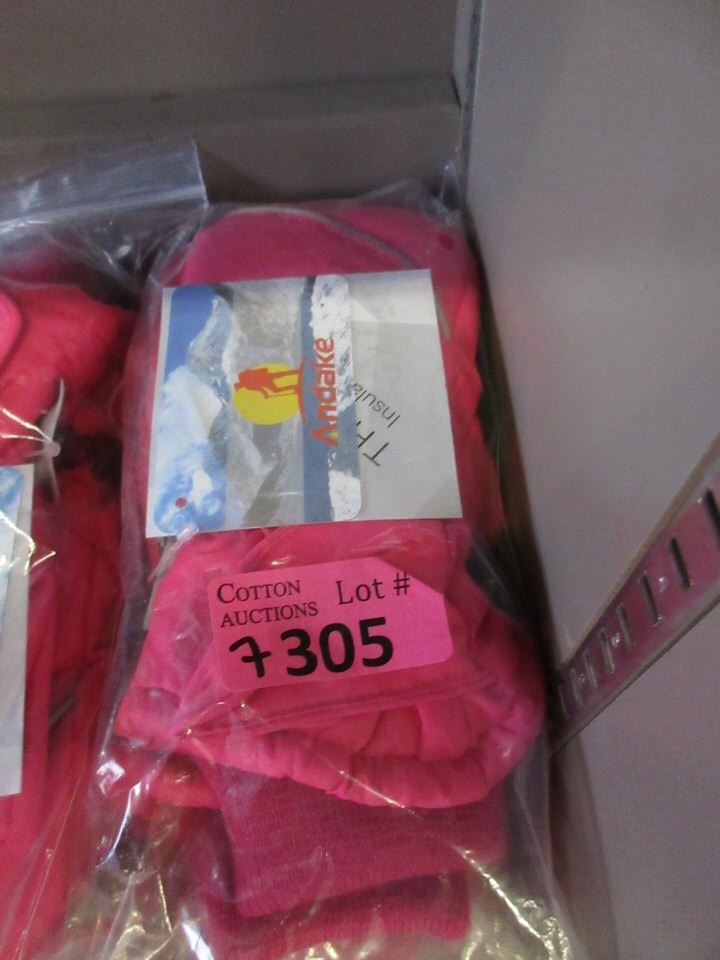 Andake
Insula
TH
COTTON
AUCTIONS
Lot #
7305